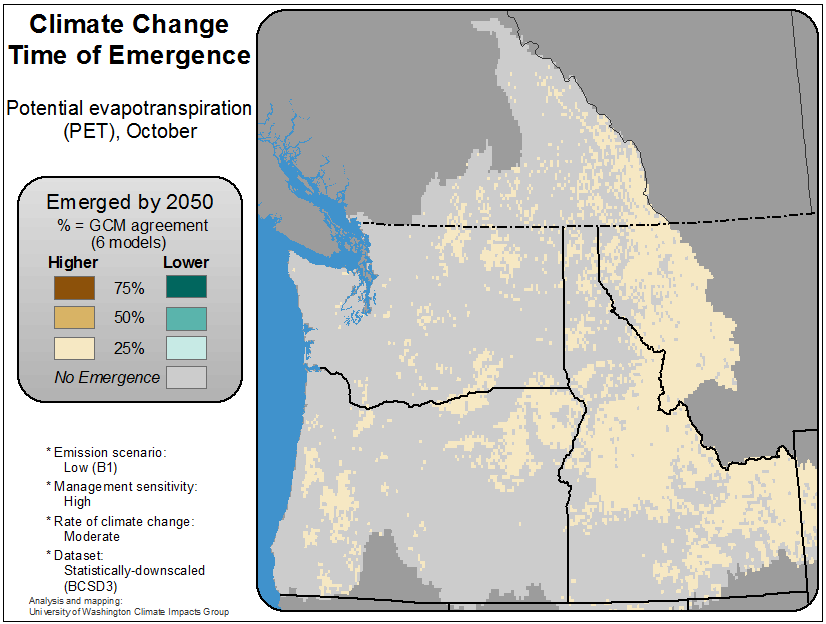 Climate Change
Time of Emergence
Potential evapotranspiration
(PET), October
Emerged by 2050
% = GCM agreement
(6 models)
Higher Lower
75%
50%
25%
No Emergence
* Emission scenario:
Low (B1)
* Management sensitivity:
High
* Rate of climate change:
Moderate
* Dataset:
Statistically-downscaled
(BCSD3)
Analysis and mapping:
University of Washington Climate Impacts Group